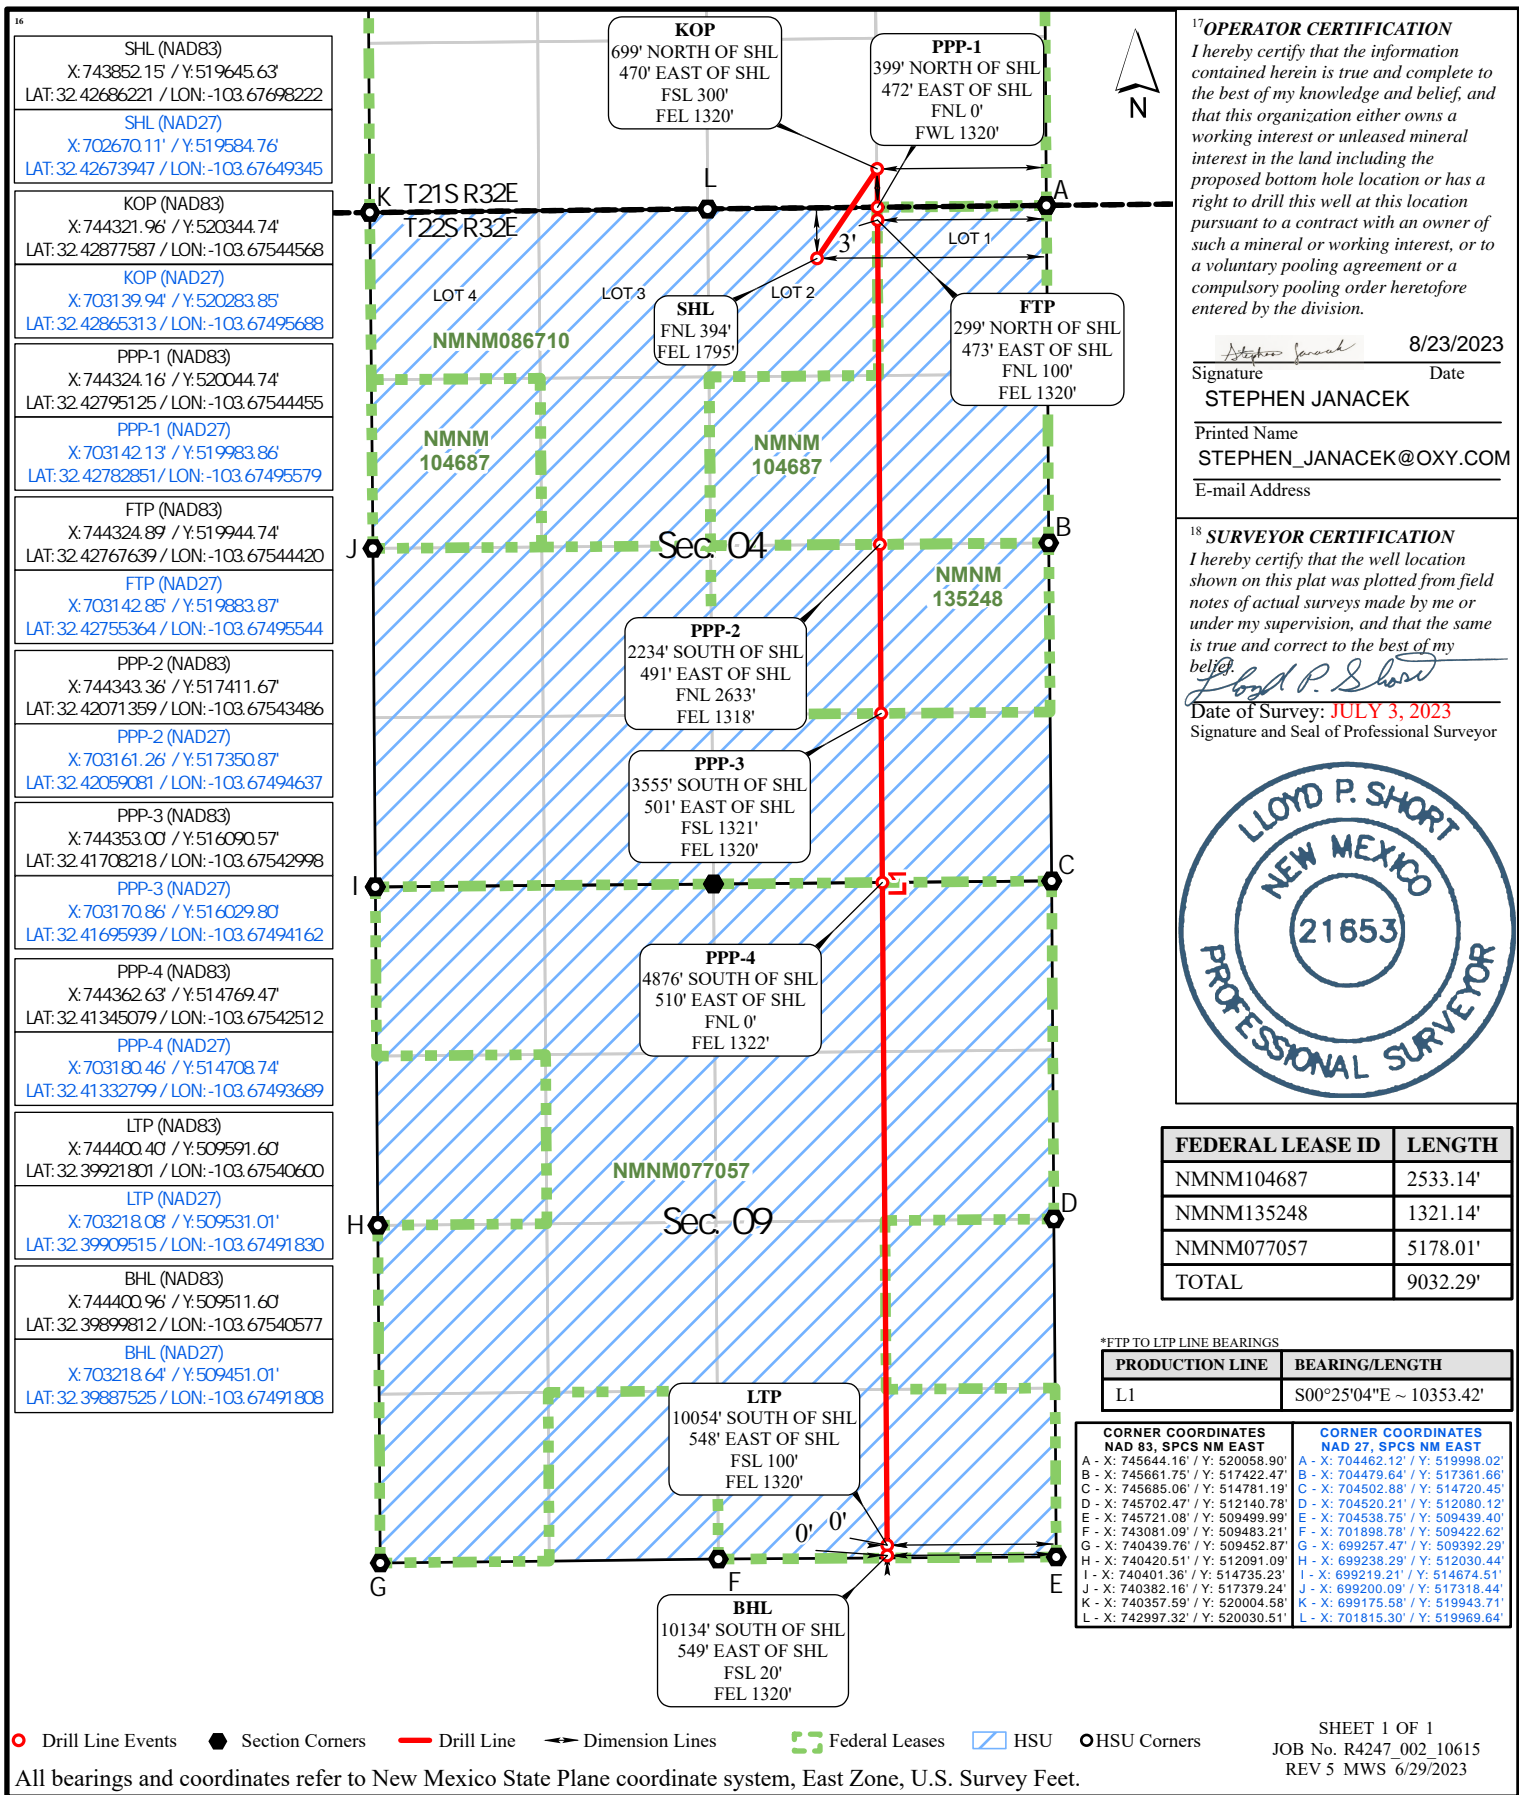 16
SHL (NAD83)
X:743852.15' / Y:519645.63'
LAT:32.42686221 / LON:-103.67698222
SHL (NAD27)
X:702670.11' / Y:519584.76'
LAT:32.42673947 / LON:-103.67649345
KOP (NAD83)
X:744321.96' / Y:520344.74'
LAT:32.42877587 / LON:-103.67544568
KOP (NAD27)
X:703139.94' / Y:520283.85'
LAT:32.42865313 / LON:-103.67495688
PPP-1 (NAD83)
X:744324.16' / Y:520044.74'
LAT:32.42795125 / LON:-103.67544455
PPP-1 (NAD27)
X:703142.13' / Y:519983.86'
LAT:32.42782851 / LON:-103.67495579
FTP (NAD83)
X:744324.89' / Y:519944.74'
LAT:32.42767639 / LON:-103.67544420
FTP (NAD27)
X:703142.85' / Y:519883.87'
LAT:32.42755364 / LON:-103.67495544
PPP-2 (NAD83)
X:744343.36' / Y:517411.67'
LAT:32.42071359 / LON:-103.67543486
PPP-2 (NAD27)
X:703161.26' / Y:517350.87'
LAT:32.42059081 / LON:-103.67494637
PPP-3 (NAD83)
X:744353.00' / Y:516090.57'
LAT:32.41708218 / LON:-103.67542998
PPP-3 (NAD27)
X:703170.86' / Y:516029.80'
LAT:32.41695939 / LON:-103.67494162
PPP-4 (NAD83)
X:744362.63' / Y:514769.47'
LAT:32.41345079 / LON:-103.67542512
PPP-4 (NAD27)
X:703180.46' / Y:514708.74'
LAT:32.41332799 / LON:-103.67493689
LTP (NAD83)
X:744400.40' / Y:509591.60'
LAT:32.39921801 / LON:-103.67540600
LTP (NAD27)
X:703218.08' / Y:509531.01'
LAT:32.39909515 / LON:-103.67491830
BHL (NAD83)
X:744400.96' / Y:509511.60'
LAT:32.39899812 / LON:-103.67540577
BHL (NAD27)
X:703218.64' / Y:509451.01'
LAT:32.39887525 / LON:-103.67491808
KOP
699' NORTH OF SHL
470' EAST OF SHL
FSL 300'
FEL 1320'
PPP-1
399' NORTH OF SHL
472' EAST OF SHL
FNL 0'
FWL 1320'
N
K
T21S R32E
T22S R32E
L
A
3'
LOT 1
LOT 2
LOT 3
LOT 4
SHL
FNL 394'
FEL 1795'
FTP
299' NORTH OF SHL
473' EAST OF SHL
FNL 100'
FEL 1320'
NMNM086710
NMNM
104687
NMNM
104687
J
Sec. 04
B
NMNM
135248
PPP-2
2234' SOUTH OF SHL
491' EAST OF SHL
FNL 2633'
FEL 1318'
PPP-3
3555' SOUTH OF SHL
501' EAST OF SHL
FSL 1321'
FEL 1320'
I
L1
C
PPP-4
4876' SOUTH OF SHL
510' EAST OF SHL
FNL 0'
FEL 1322'
NMNM077057
H
Sec. 09
D
LTP
10054' SOUTH OF SHL
548' EAST OF SHL
FSL 100'
FEL 1320'
0'
0'
G
F
E
BHL
10134' SOUTH OF SHL
549' EAST OF SHL
FSL 20'
FEL 1320'
17 OPERATOR CERTIFICATION
I hereby certify that the information
contained herein is true and complete to
the best of my knowledge and belief, and
that this organization either owns a
working interest or unleased mineral
interest in the land including the
proposed bottom hole location or has a
right to drill this well at this location
pursuant to a contract with an owner of
such a mineral or working interest, or to
a voluntary pooling agreement or a
compulsory pooling order heretofore
entered by the division.
Stephen Janacek 8/23/2023
Signature Date
STEPHEN JANACEK
Printed Name
STEPHEN_JANACEK@OXY.COM
E-mail Address
18 SURVEYOR CERTIFICATION
I hereby certify that the well location
shown on this plat was plotted from field
notes of actual surveys made by me or
under my supervision, and that the same
is true and correct to the best of my
belief.
Lloyd P. Short
Date of Survey: JULY 3, 2023
Signature and Seal of Professional Surveyor
LLOYD P. SHORT
NEW MEXICO
21653
PROFESSIONAL SURVEYOR
FEDERAL LEASE ID LENGTH
NMNM104687 2533.14'
NMNM135248 1321.14'
NMNM077057 5178.01'
TOTAL 9032.29'
*FTP TO LTP LINE BEARINGS
PRODUCTION LINE BEARING/LENGTH
L1 S00°25'04"E ~ 10353.42'
CORNER COORDINATES
NAD 83, SPCS NM EAST
A - X: 745644.16' / Y: 520058.90'
B - X: 745661.75' / Y: 517422.47'
C - X: 745685.06' / Y: 514781.19'
D - X: 745702.47' / Y: 512140.78'
E - X: 745721.08' / Y: 509499.99'
F - X: 743081.09' / Y: 509483.21'
G - X: 740439.76' / Y: 509452.87'
H - X: 740420.51' / Y: 512091.09'
I - X: 740401.36' / Y: 514735.23'
J - X: 740382.16' / Y: 517379.24'
K - X: 740357.59' / Y: 520004.58'
L - X: 742997.32' / Y: 520030.51'
CORNER COORDINATES
NAD 27, SPCS NM EAST
A - X: 704462.12' / Y: 519998.02'
B - X: 704479.64' / Y: 517361.66'
C - X: 704502.88' / Y: 514720.45'
D - X: 704520.21' / Y: 512080.12'
E - X: 704538.75' / Y: 509439.40'
F - X: 701898.78' / Y: 509422.62'
G - X: 699257.47' / Y: 509392.29'
H - X: 699238.29' / Y: 512030.44'
I - X: 699219.21' / Y: 514674.51'
J - X: 699200.09' / Y: 517318.44'
K - X: 699175.58' / Y: 519943.71'
L - X: 701815.30' / Y: 519969.64'
Drill Line Events Section Corners Drill Line Dimension Lines Federal Leases HSU HSU Corners
All bearings and coordinates refer to New Mexico State Plane coordinate system, East Zone, U.S. Survey Feet.
SHEET 1 OF 1
JOB No. R4247_002_10615
REV 5 MWS 6/29/2023